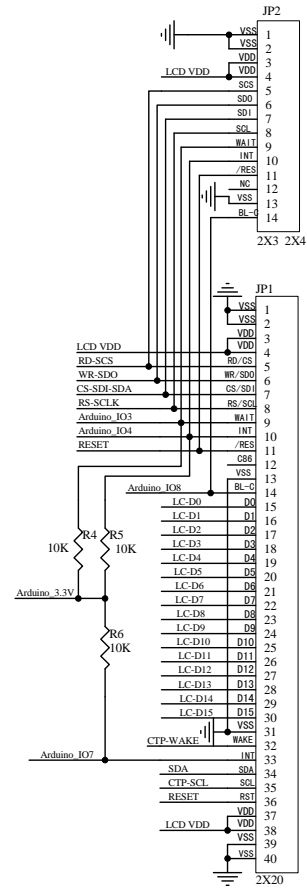 JP2
VSS 1
VSS 2
VDD 3
LCD VDD VDD 4
SCS 5
SDO 6
SDI 7
SCL 8
WAIT 9
INT 10
/RES 11
NC 12
VSS 13
BL-C 14
2X3 2X4
JP1
VSS 1
VSS 2
VDD 3
LCD VDD VDD 4
RD-SCS RD/CS 5
WR-SDO WR/SDO 6
CS-SDI-SDA CS/SDI 7
RS-SCLK RS/SCL 8
Arduino_IO3 WAIT 9
Arduino_IO4 INT 10
RESET /RES 11
C86 12
VSS 13
Arduino_IO8 BL-C 14
LC-D0 D0 15
LC-D1 D1 16
LC-D2 D2 17
LC-D3 D3 18
LC-D4 D4 19
LC-D5 D5 20
LC-D6 D6 21
LC-D7 D7 22
LC-D8 D8 23
LC-D9 D9 24
LC-D10 D10 25
LC-D11 D11 26
LC-D12 D12 27
LC-D13 D13 28
LC-D14 D14 29
LC-D15 D15 30
VSS 31
CTP-WAKE WAKE 32
Arduino_IO7 INT 33
SDA SDA 34
CTP-SCL SCL 35
RESET RST 36
VDD 37
LCD VDD VDD 38
VSS 39
VSS 40
2X20
R4 R5
10K 10K
Arduino_3.3V
R6
10K